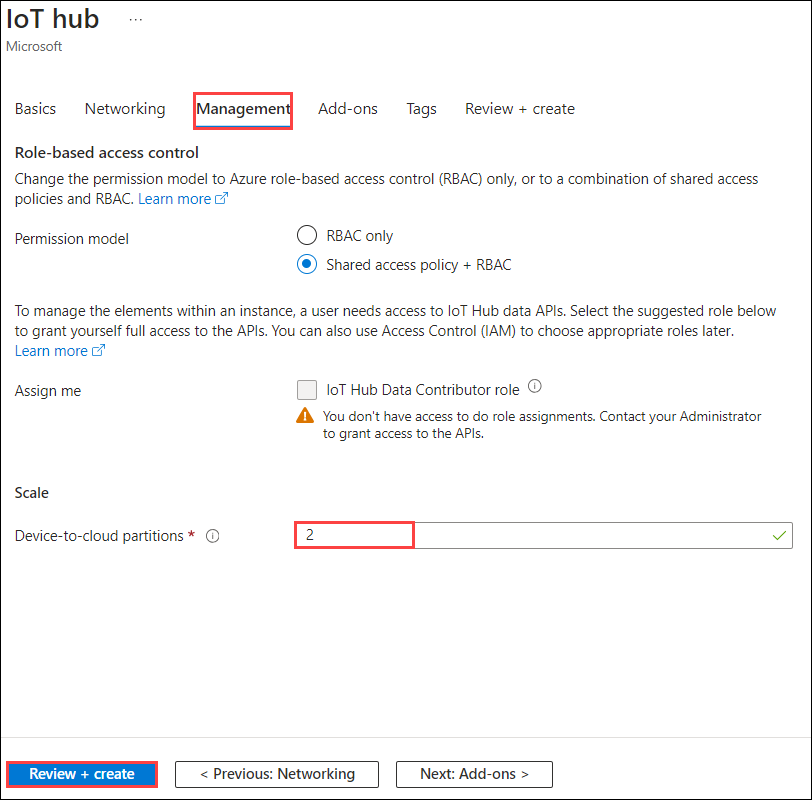 IoT hub ...
Microsoft
Basics Networking Management Add-ons Tags Review + create
Role-based access control
Change the permission model to Azure role-based access control (RBAC) only, or to a combination of shared access
policies and RBAC. Learn more
Permission model
RBAC only
Shared access policy + RBAC
To manage the elements within an instance, a user needs access to IoT Hub data APIs. Select the suggested role below
to grant yourself full access to the APIs. You can also use Access Control (IAM) to choose appropriate roles later.
Learn more
Assign me
IoT Hub Data Contributor role
You don't have access to do role assignments. Contact your Administrator
to grant access to the APIs.
Scale
Device-to-cloud partitions * 2
Review + create < Previous: Networking Next: Add-ons >